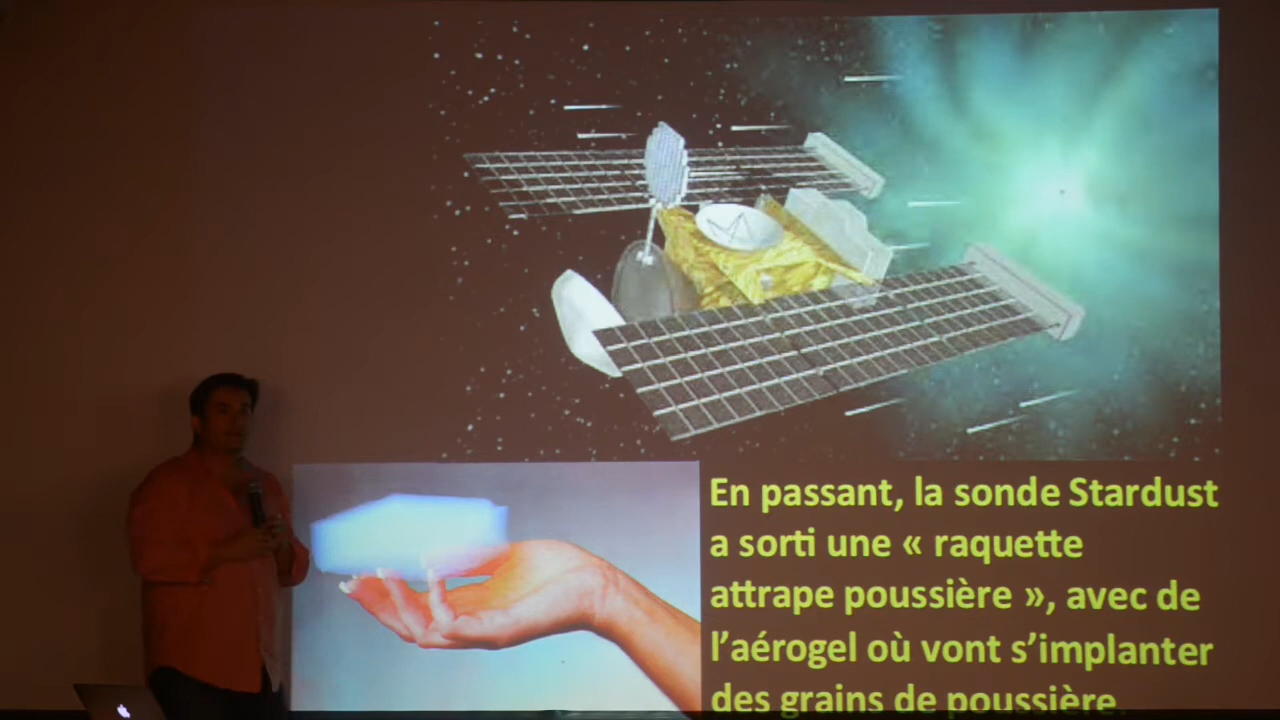 En passant, la sonde Stardust
a sorti une « raquette
attrape poussière », avec de
l'aérogel où vont s'implanter
des grains de poussière.